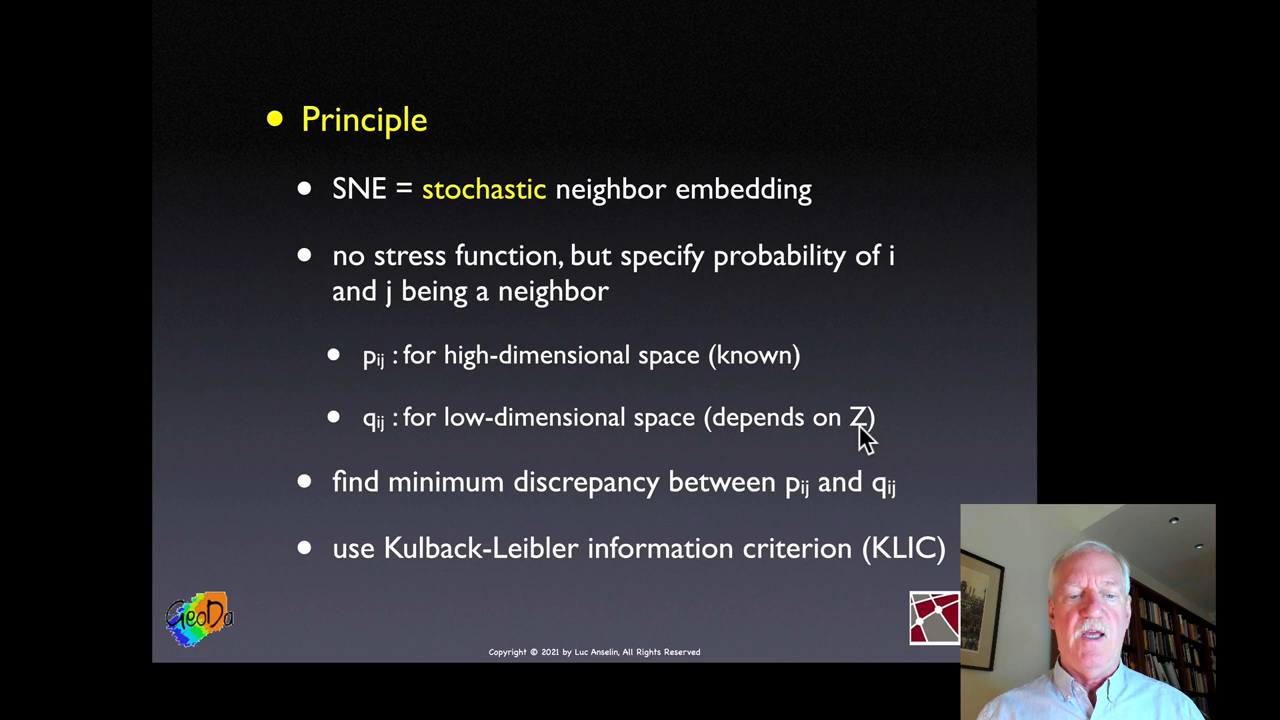 Principle
SNE = stochastic neighbor embedding
no stress function, but specify probability of i
and j being a neighbor
pij : for high-dimensional space (known)
qij : for low-dimensional space (depends on Z)
find minimum discrepancy between pij and qij
use Kulback-Leibler information criterion (KLIC)
GeoDa
Copyright © 2021 by Luc Anselin, All Rights Reserved